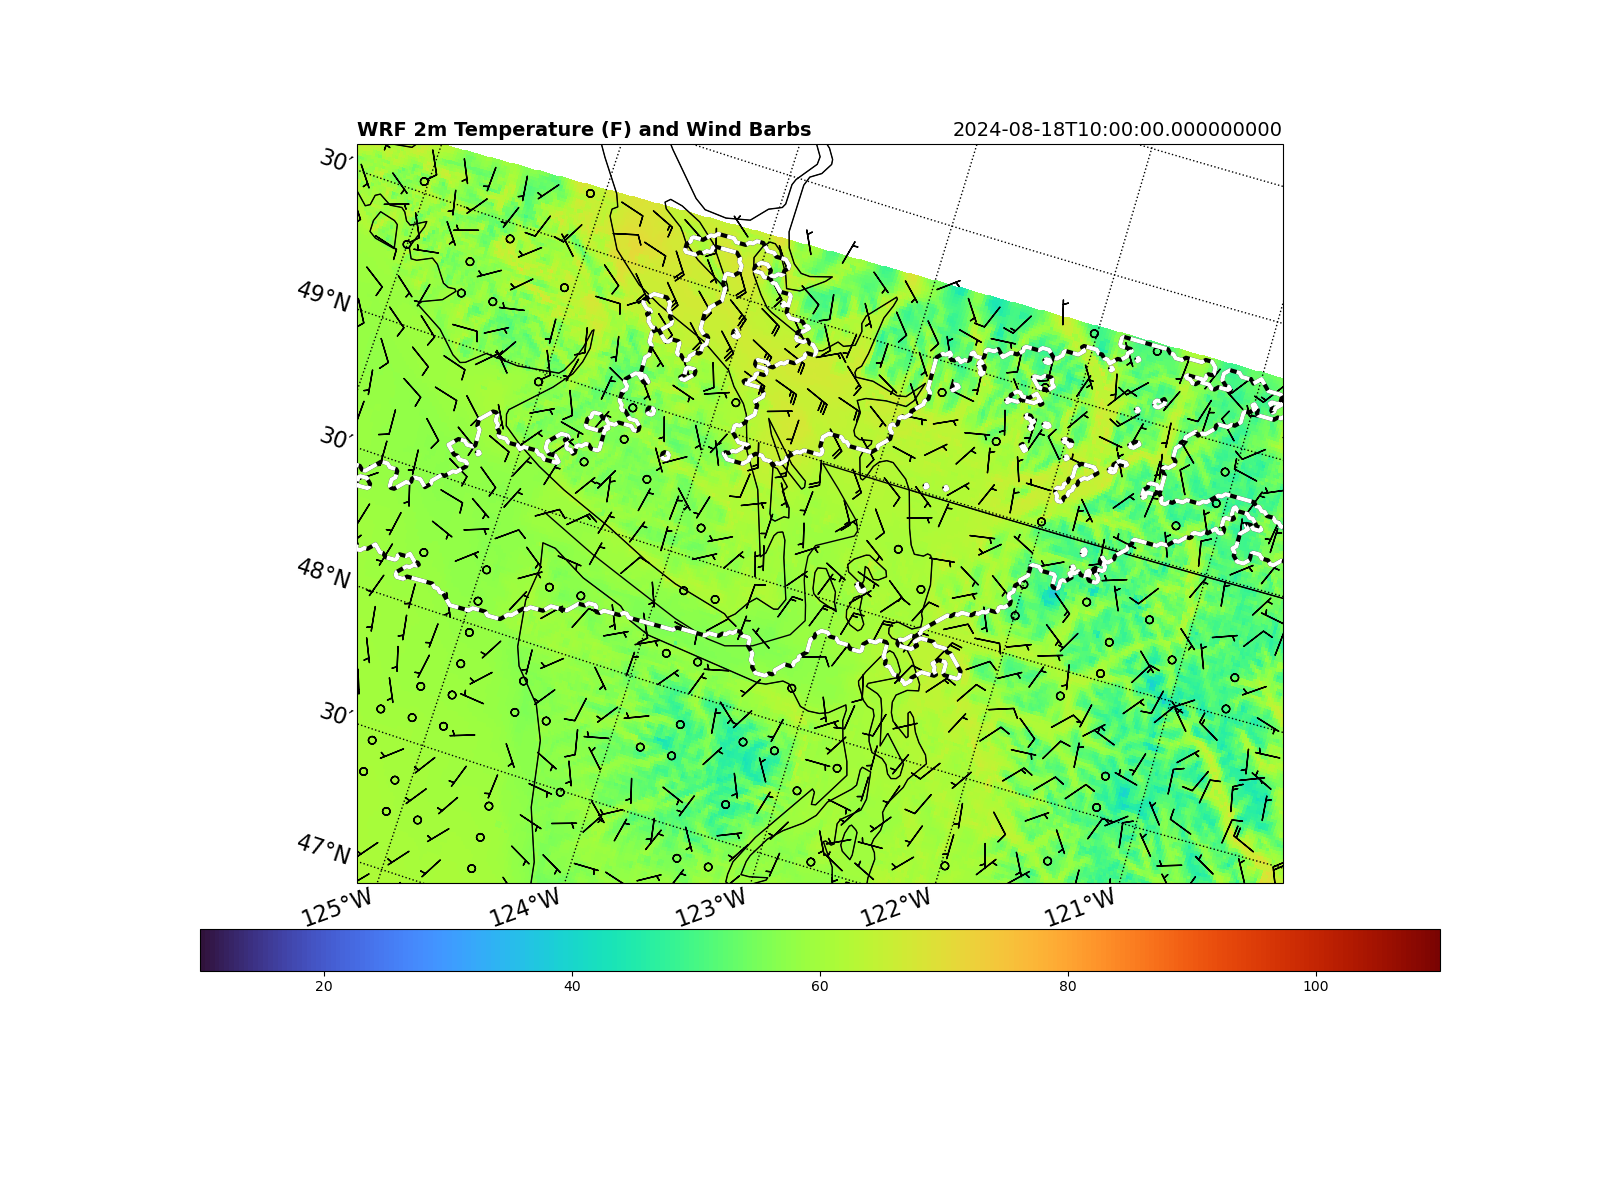 WRF 2m Temperature (F) and Wind Barbs
2024-08-18T10:00:00.000000000
30′
49°N
30′
48°N
30′
47°N
125°W
124°W
123°W
122°W
121°W
20
40
60
80
100